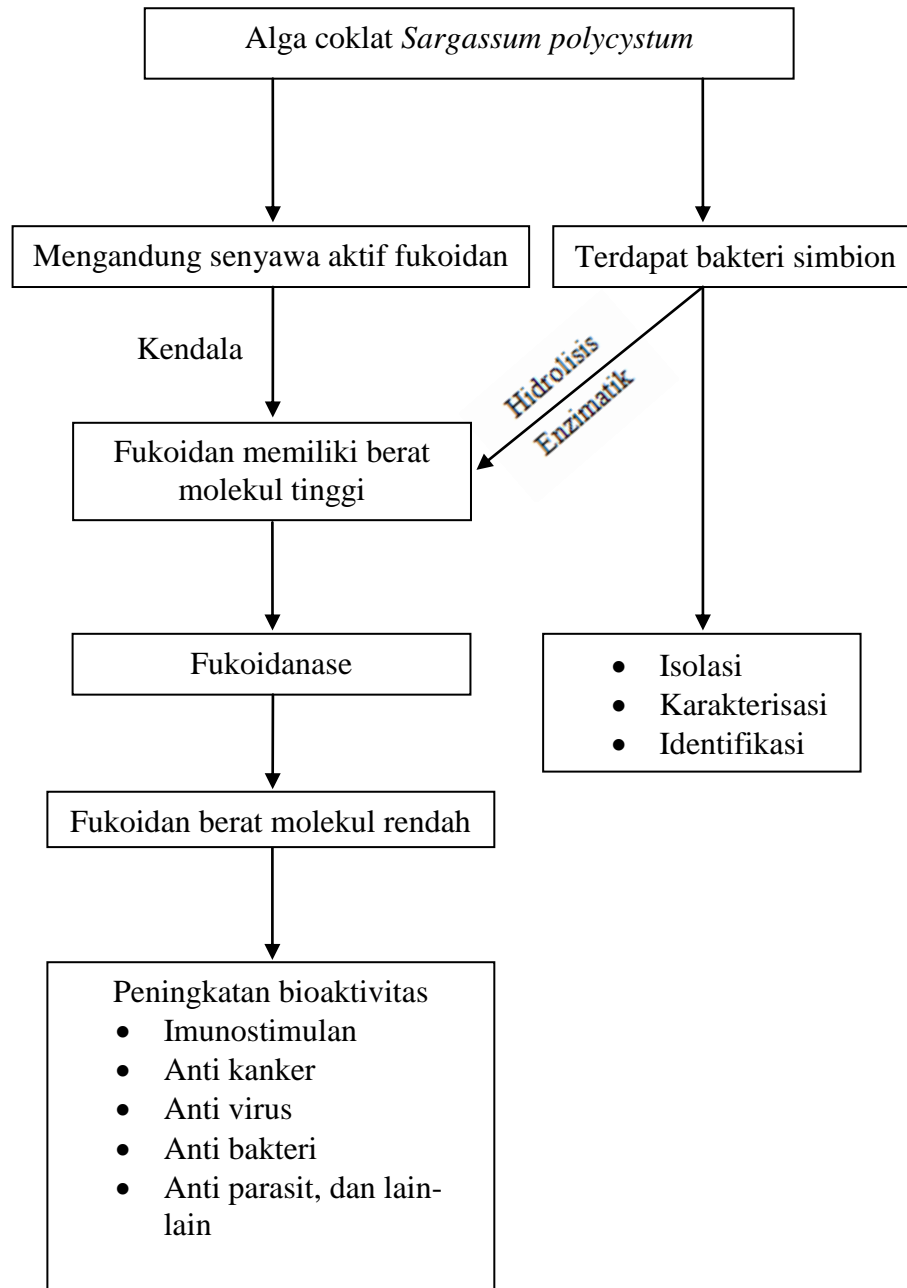 Alga coklat Sargassum polycystum
Mengandung senyawa aktif fukoidan
Terdapat bakteri simbion
Kendala
Hidrolisis
Enzimatik
Fukoidan memiliki berat
molekul tinggi
Fukoidanase
• Isolasi
• Karakterisasi
• Identifikasi
Fukoidan berat molekul rendah
Peningkatan bioaktivitas
• Imunostimulan
• Anti kanker
• Anti virus
• Anti bakteri
• Anti parasit, dan lain-
lain